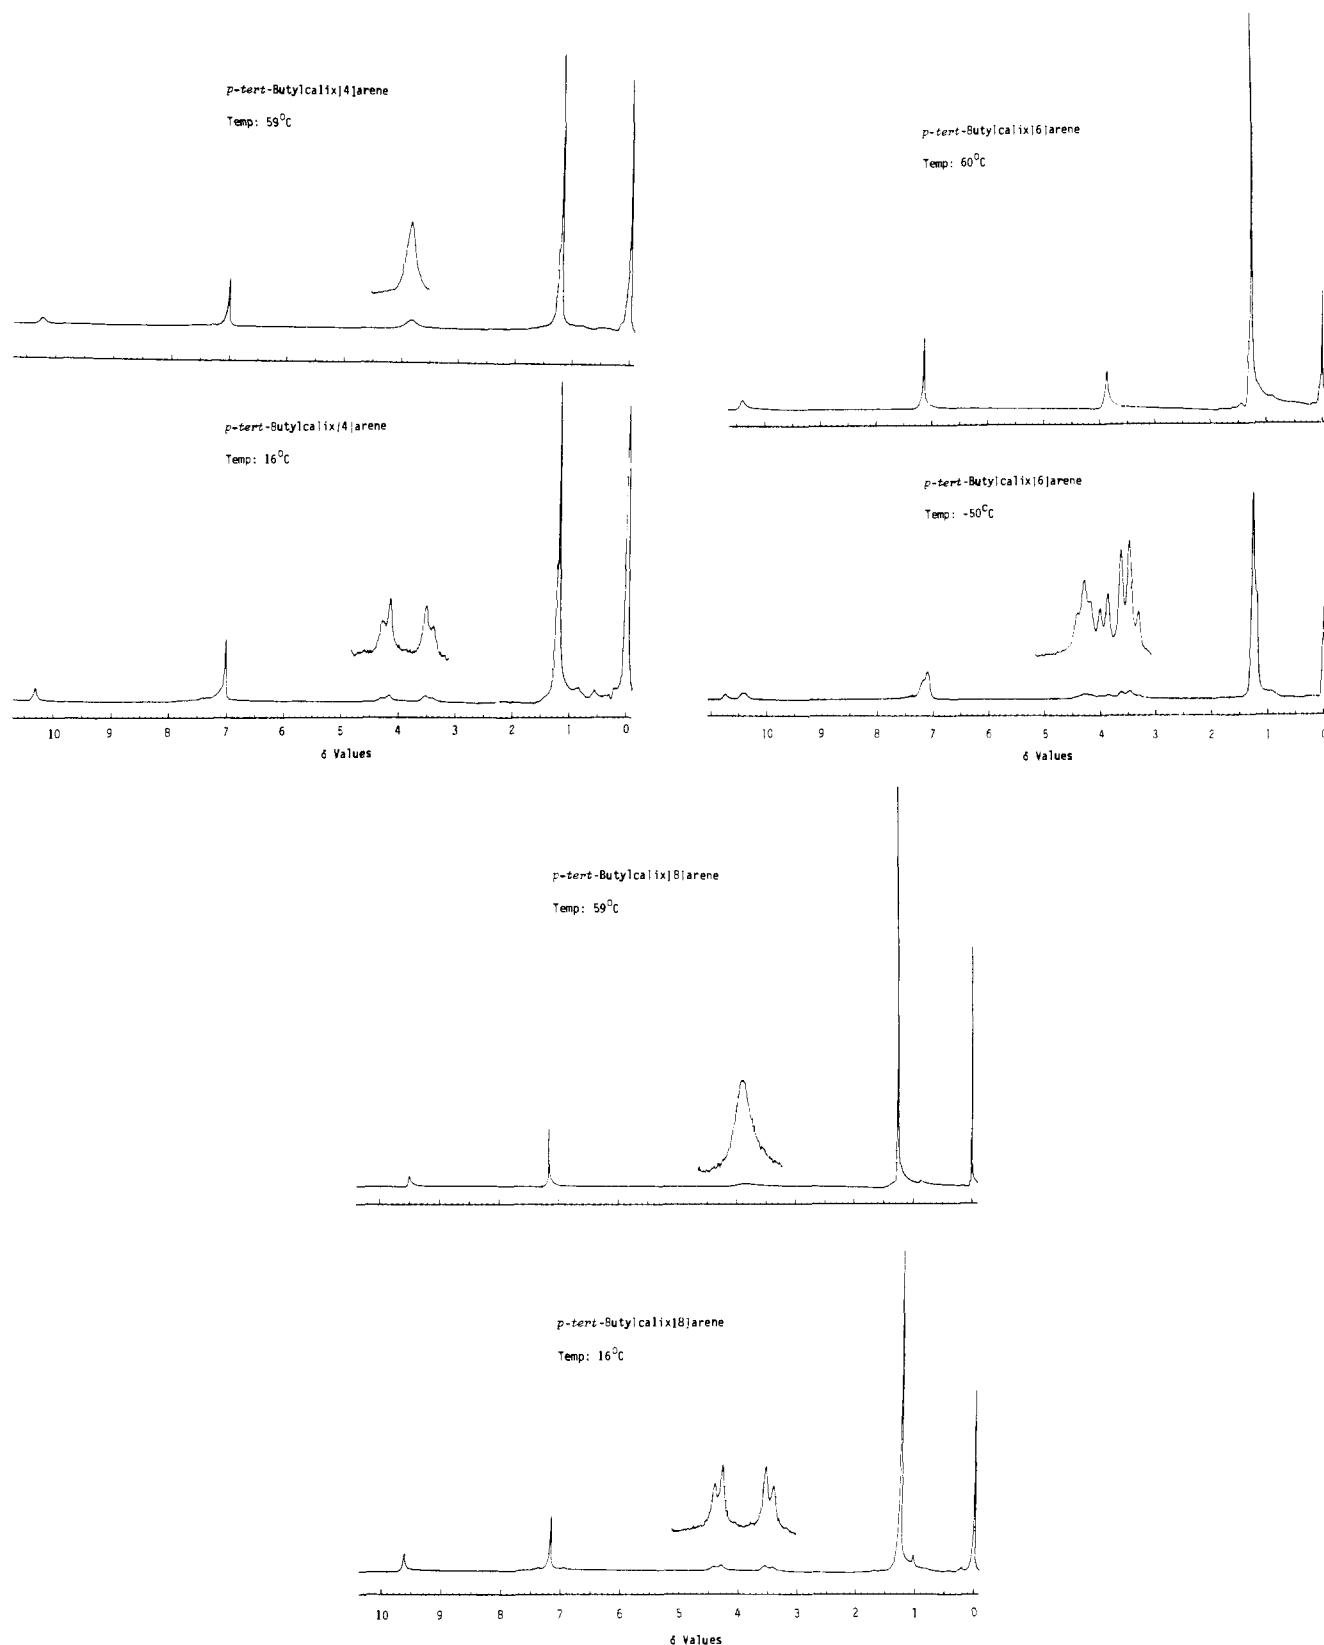 p-tert-Butylcalix[4]arene
Temp: 59°C
p-tert-Butylcalix[6]arene
Temp: 60°C
p-tert-Butylcalix[4]arene
Temp: 16°C
p-tert-Butylcalix[6]arene
Temp: -50°C
10 9 8 7 6 5 4 3 2 1 0
δ Values
10 9 8 7 6 5 4 3 2 1 0
δ Values
p-tert-Butylcalix[8]arene
Temp: 59°C
p-tert-Butylcalix[8]arene
Temp: 16°C
10 9 8 7 6 5 4 3 2 1 0
δ Values